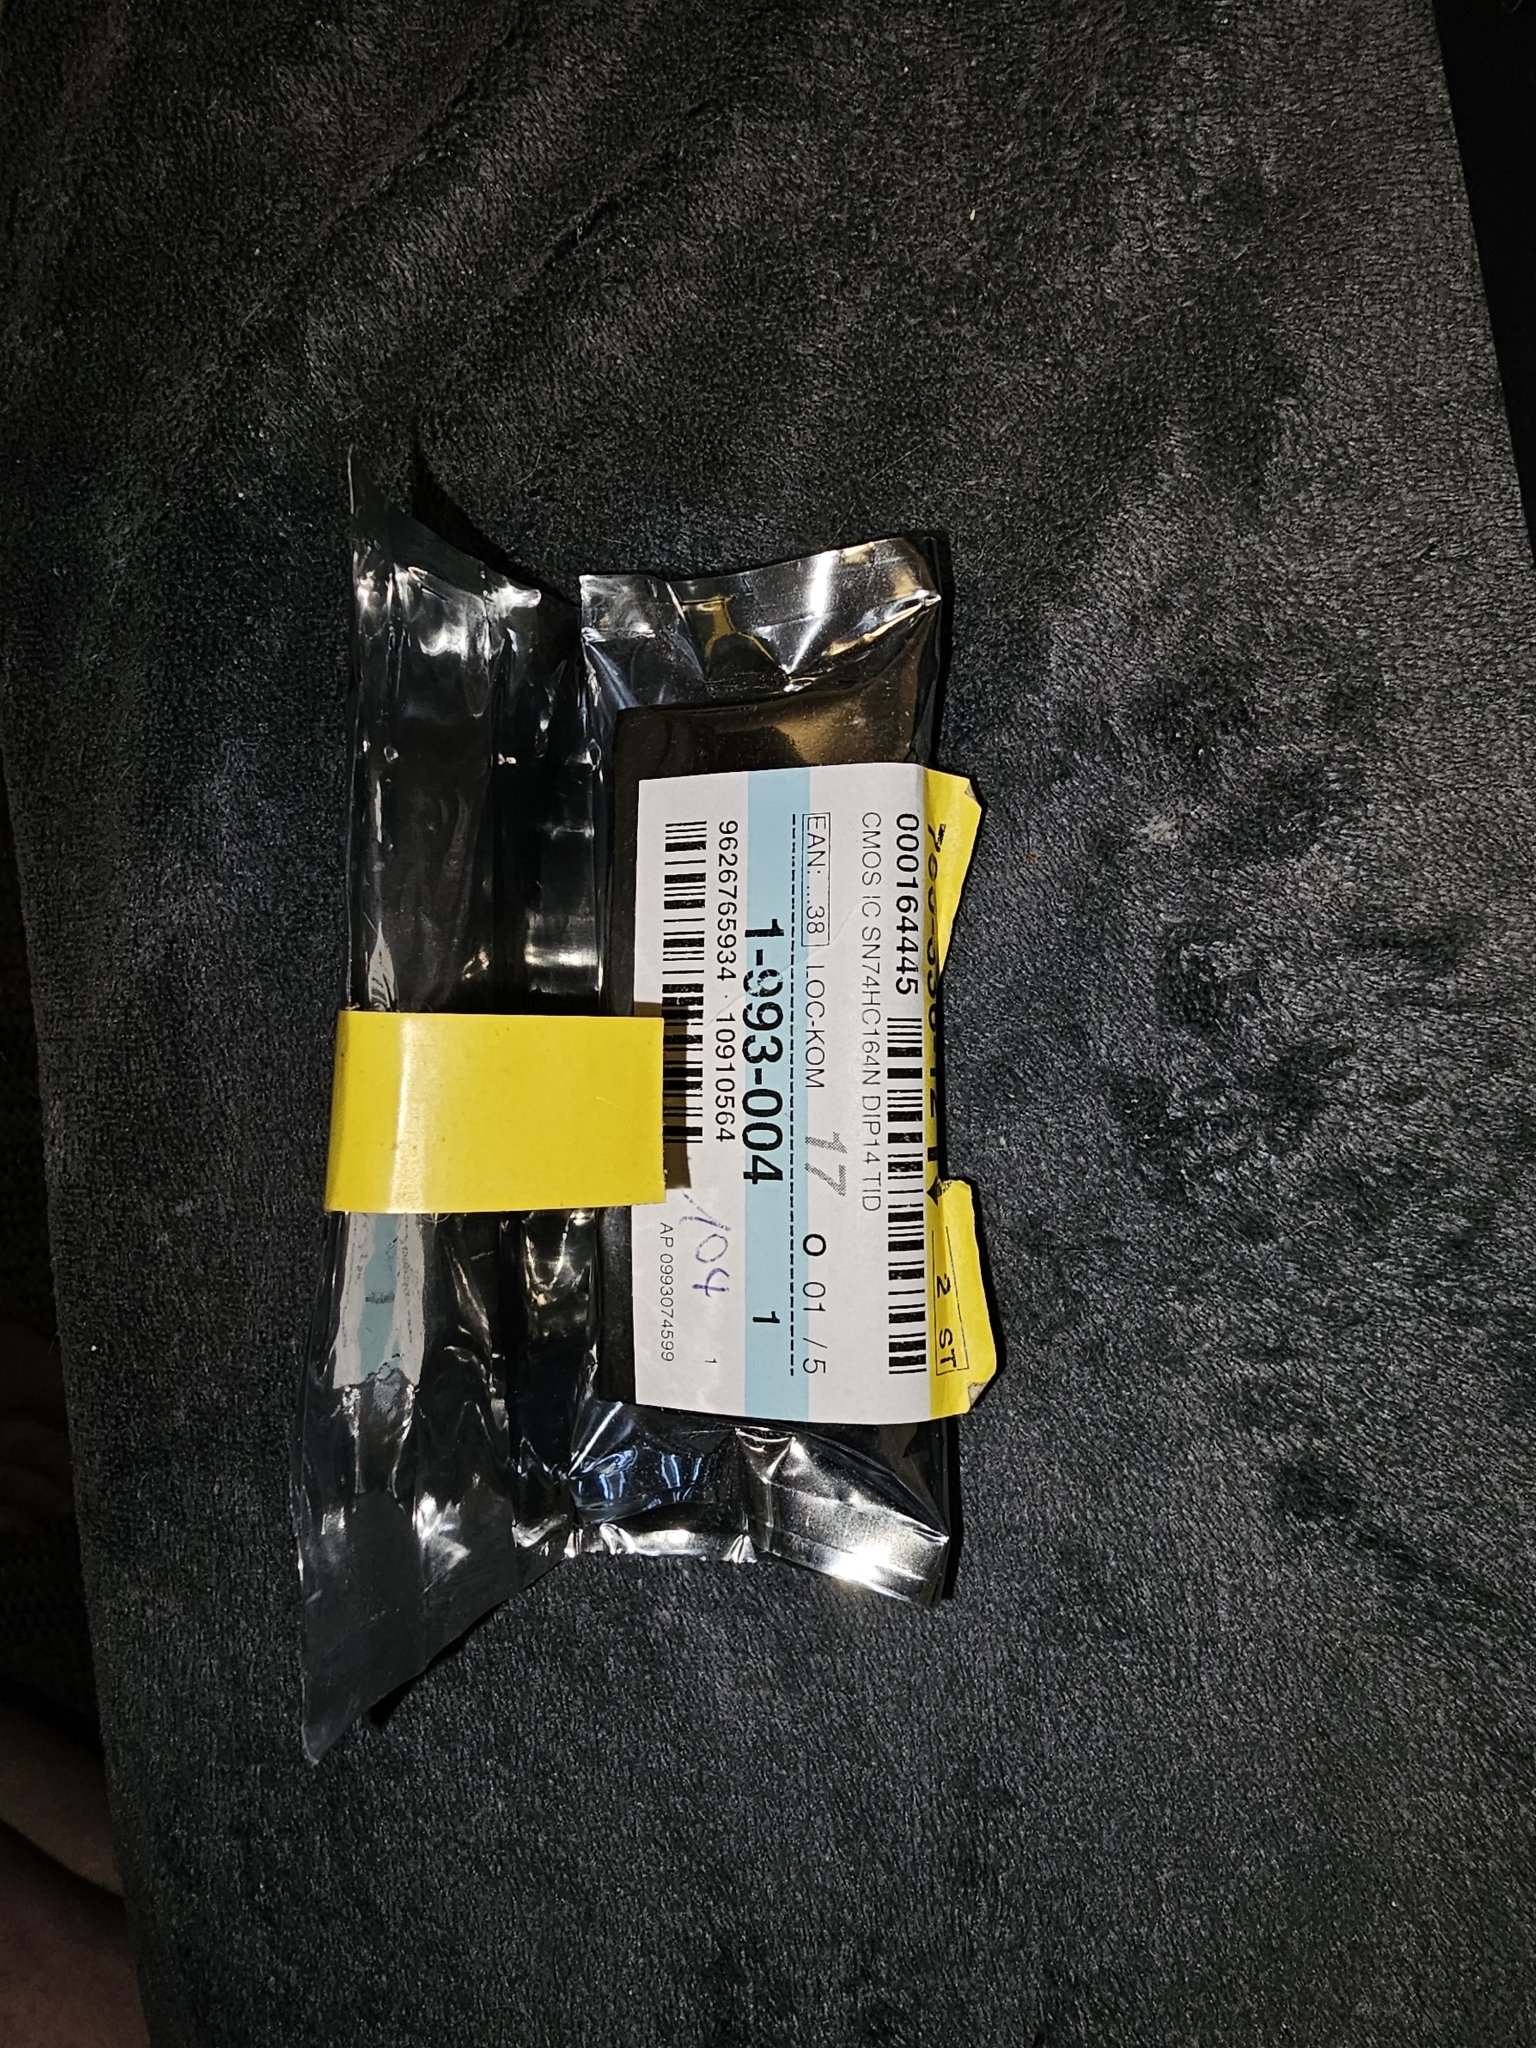 2 ST
000164445
CMOS IC SN74HC164N DIP14 TID
EAN: ...38 LOC-KOM 17 O 01 /5
1-993-004 1
9626765934 · 10910564 1
104
AP 0993074599